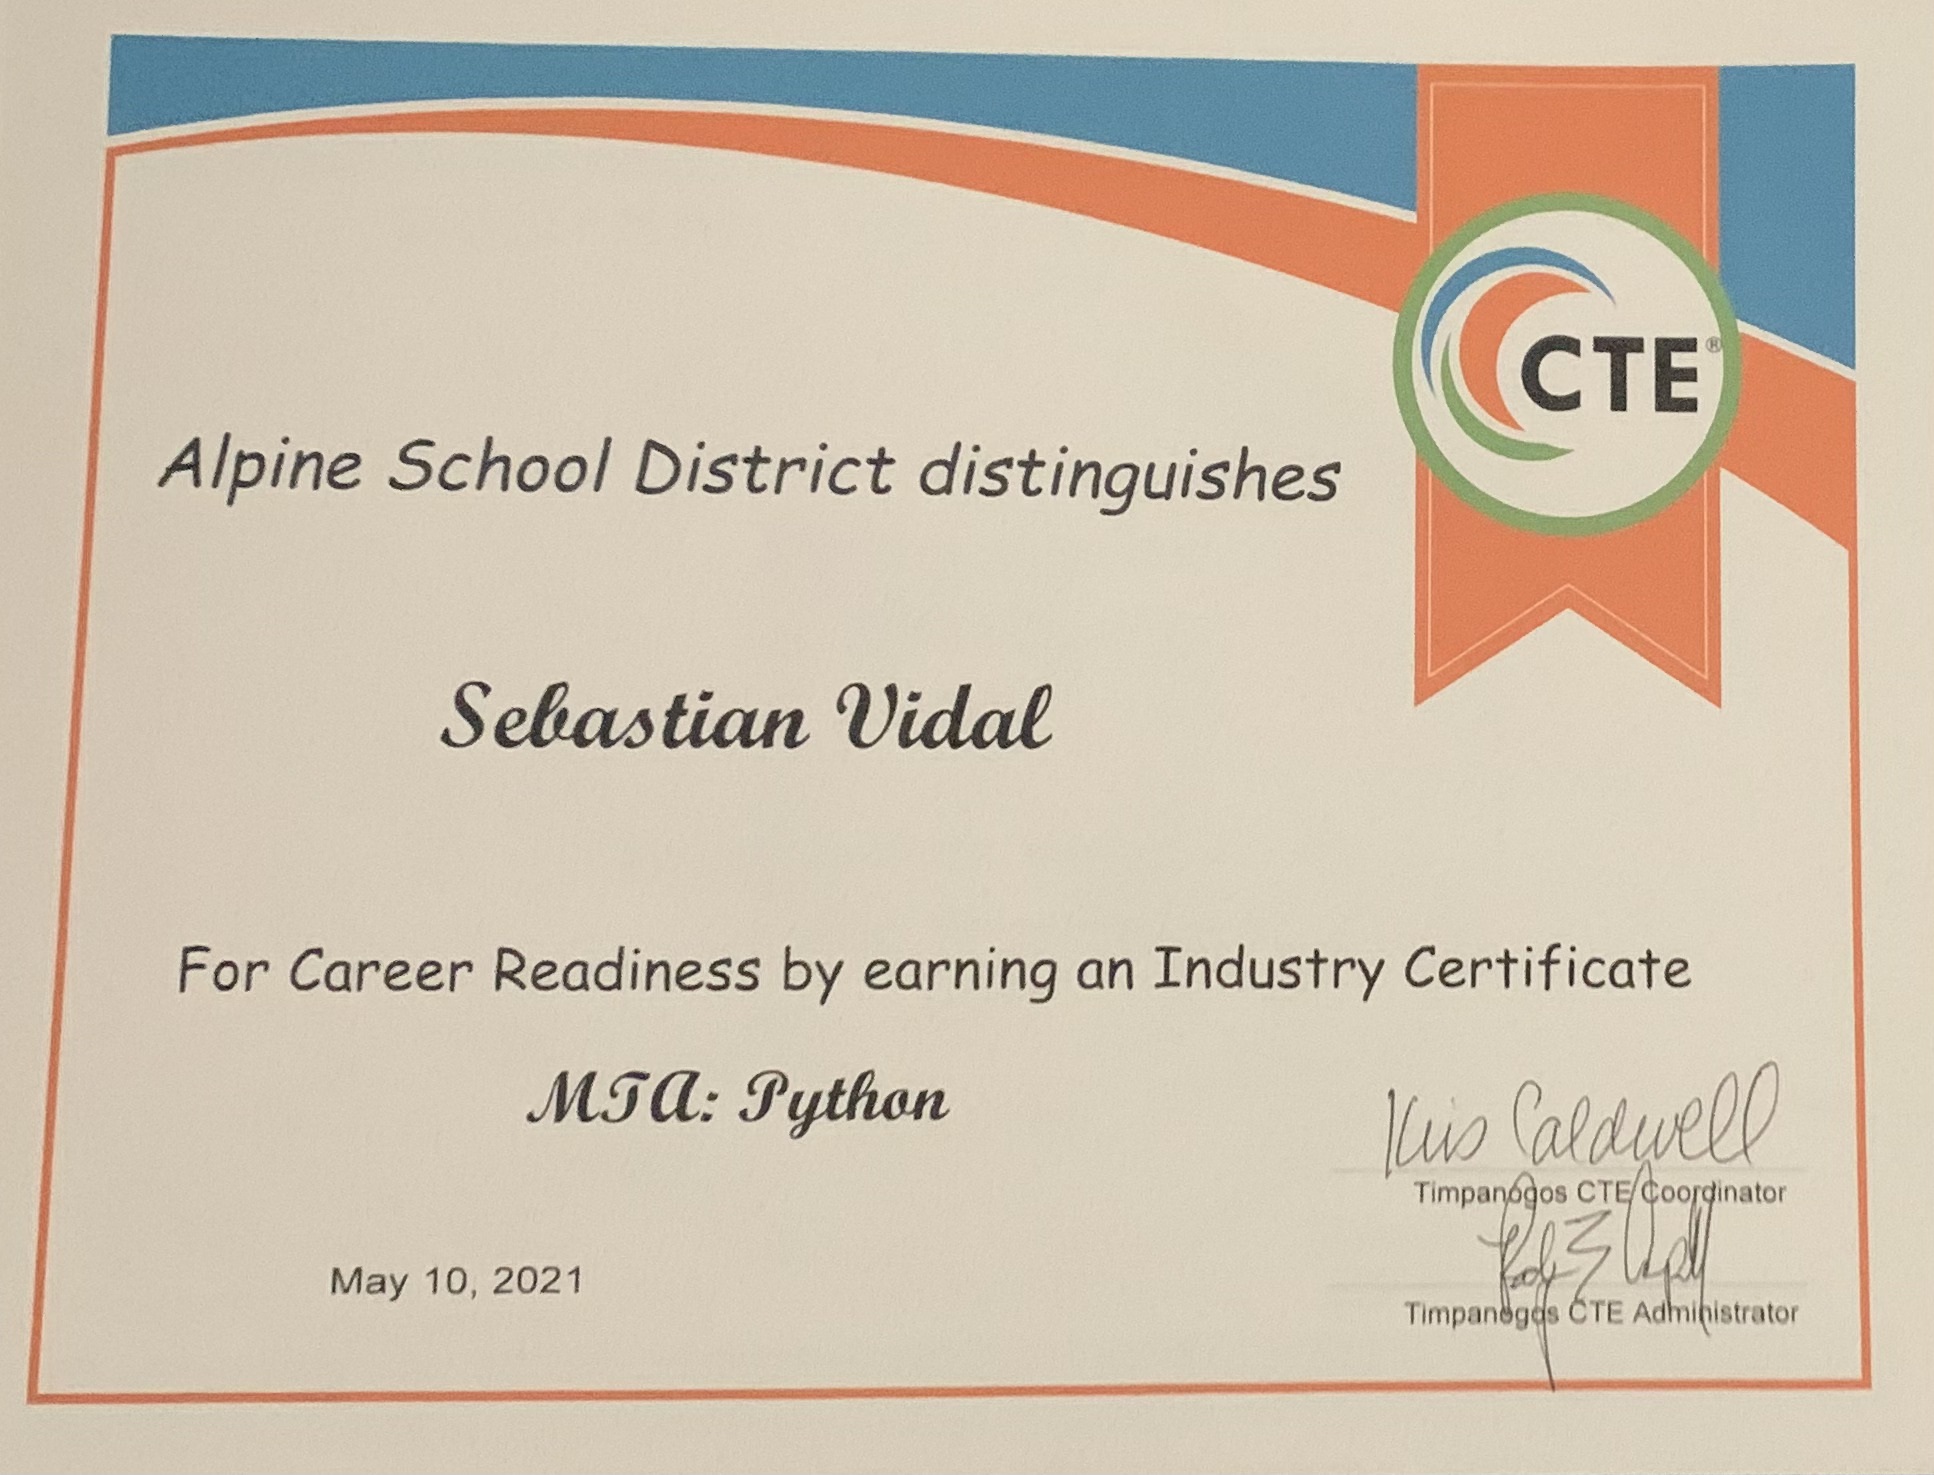 CTE®
Alpine School District distinguishes
Sebastian Vidal
For Career Readiness by earning an Industry Certificate
MTA: Python
Kris Caldwell
Timpanogos CTE Coordinator
May 10, 2021
Timpanogos CTE Administrator